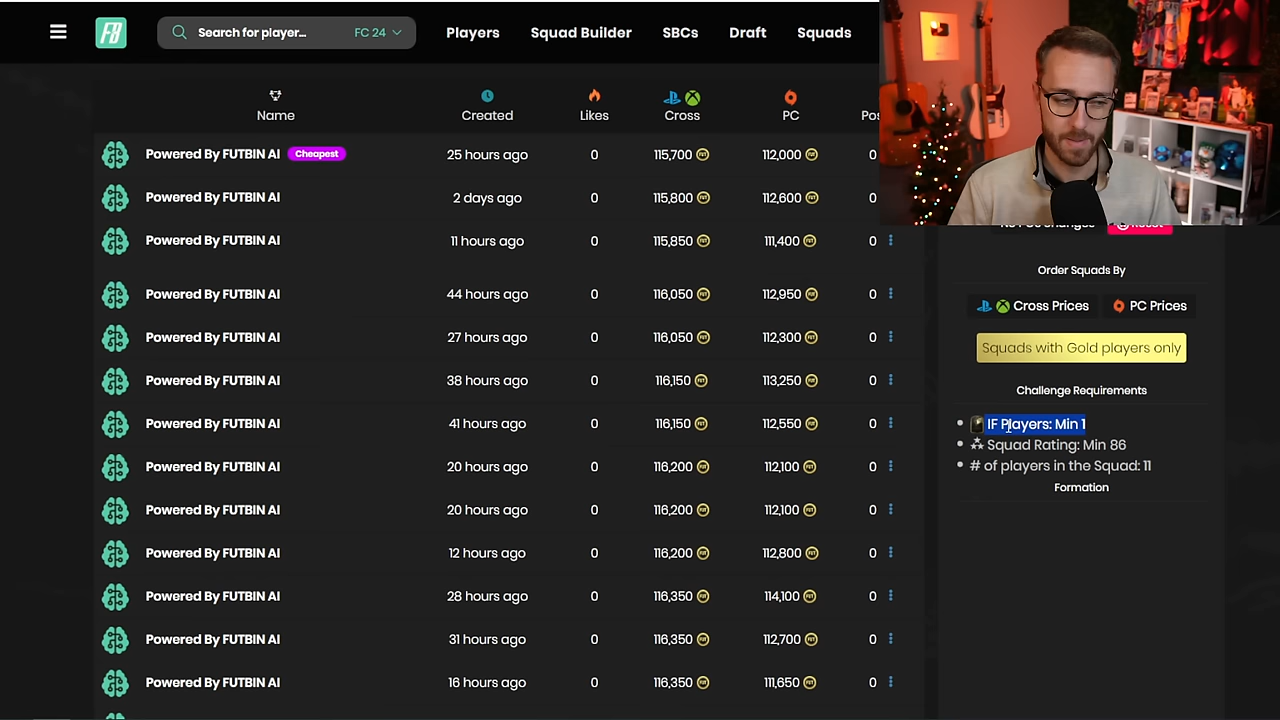 FB Search for player... FC 24 Players Squad Builder SBCs Draft Squads
Name Created Likes Cross PC Pos
Powered By FUTBIN AI Cheapest 25 hours ago 0 115,700 112,000 0
Powered By FUTBIN AI 2 days ago 0 115,800 112,600 0
Powered By FUTBIN AI 11 hours ago 0 115,850 111,400 0
Powered By FUTBIN AI 44 hours ago 0 116,050 112,950 0
Powered By FUTBIN AI 27 hours ago 0 116,050 112,300 0
Powered By FUTBIN AI 38 hours ago 0 116,150 113,250 0
Powered By FUTBIN AI 41 hours ago 0 116,150 112,550 0
Powered By FUTBIN AI 20 hours ago 0 116,200 112,100 0
Powered By FUTBIN AI 20 hours ago 0 116,200 112,100 0
Powered By FUTBIN AI 12 hours ago 0 116,200 112,800 0
Powered By FUTBIN AI 28 hours ago 0 116,350 114,100 0
Powered By FUTBIN AI 31 hours ago 0 116,350 112,700 0
Powered By FUTBIN AI 16 hours ago 0 116,350 111,650 0
Order Squads By
Cross Prices PC Prices
Squads with Gold players only
Challenge Requirements
IF Players: Min 1
Squad Rating: Min 86
# of players in the Squad: 11
Formation